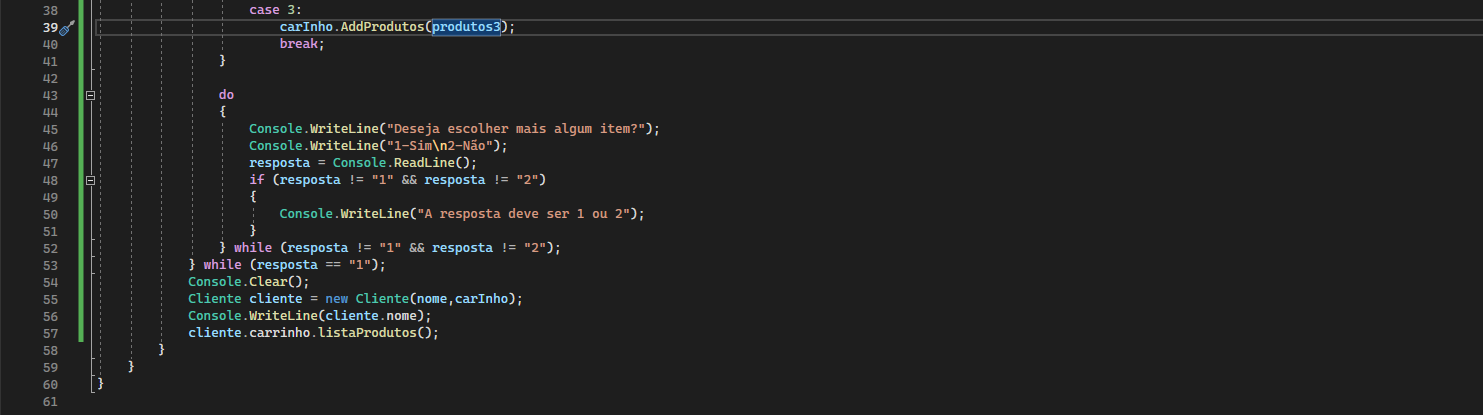 38 case 3:
39 carInho.AddProdutos(produtos3);
40 break;
41 }
42
43 do
44 {
45 Console.WriteLine("Deseja escolher mais algum item?");
46 Console.WriteLine("1-Sim\n2-Não");
47 resposta = Console.ReadLine();
48 if (resposta != "1" && resposta != "2")
49 {
50 Console.WriteLine("A resposta deve ser 1 ou 2");
51 }
52 } while (resposta != "1" && resposta != "2");
53 } while (resposta == "1");
54 Console.Clear();
55 Cliente cliente = new Cliente(nome,carInho);
56 Console.WriteLine(cliente.nome);
57 cliente.carrinho.listaProdutos();
58 }
59 }
60 }
61